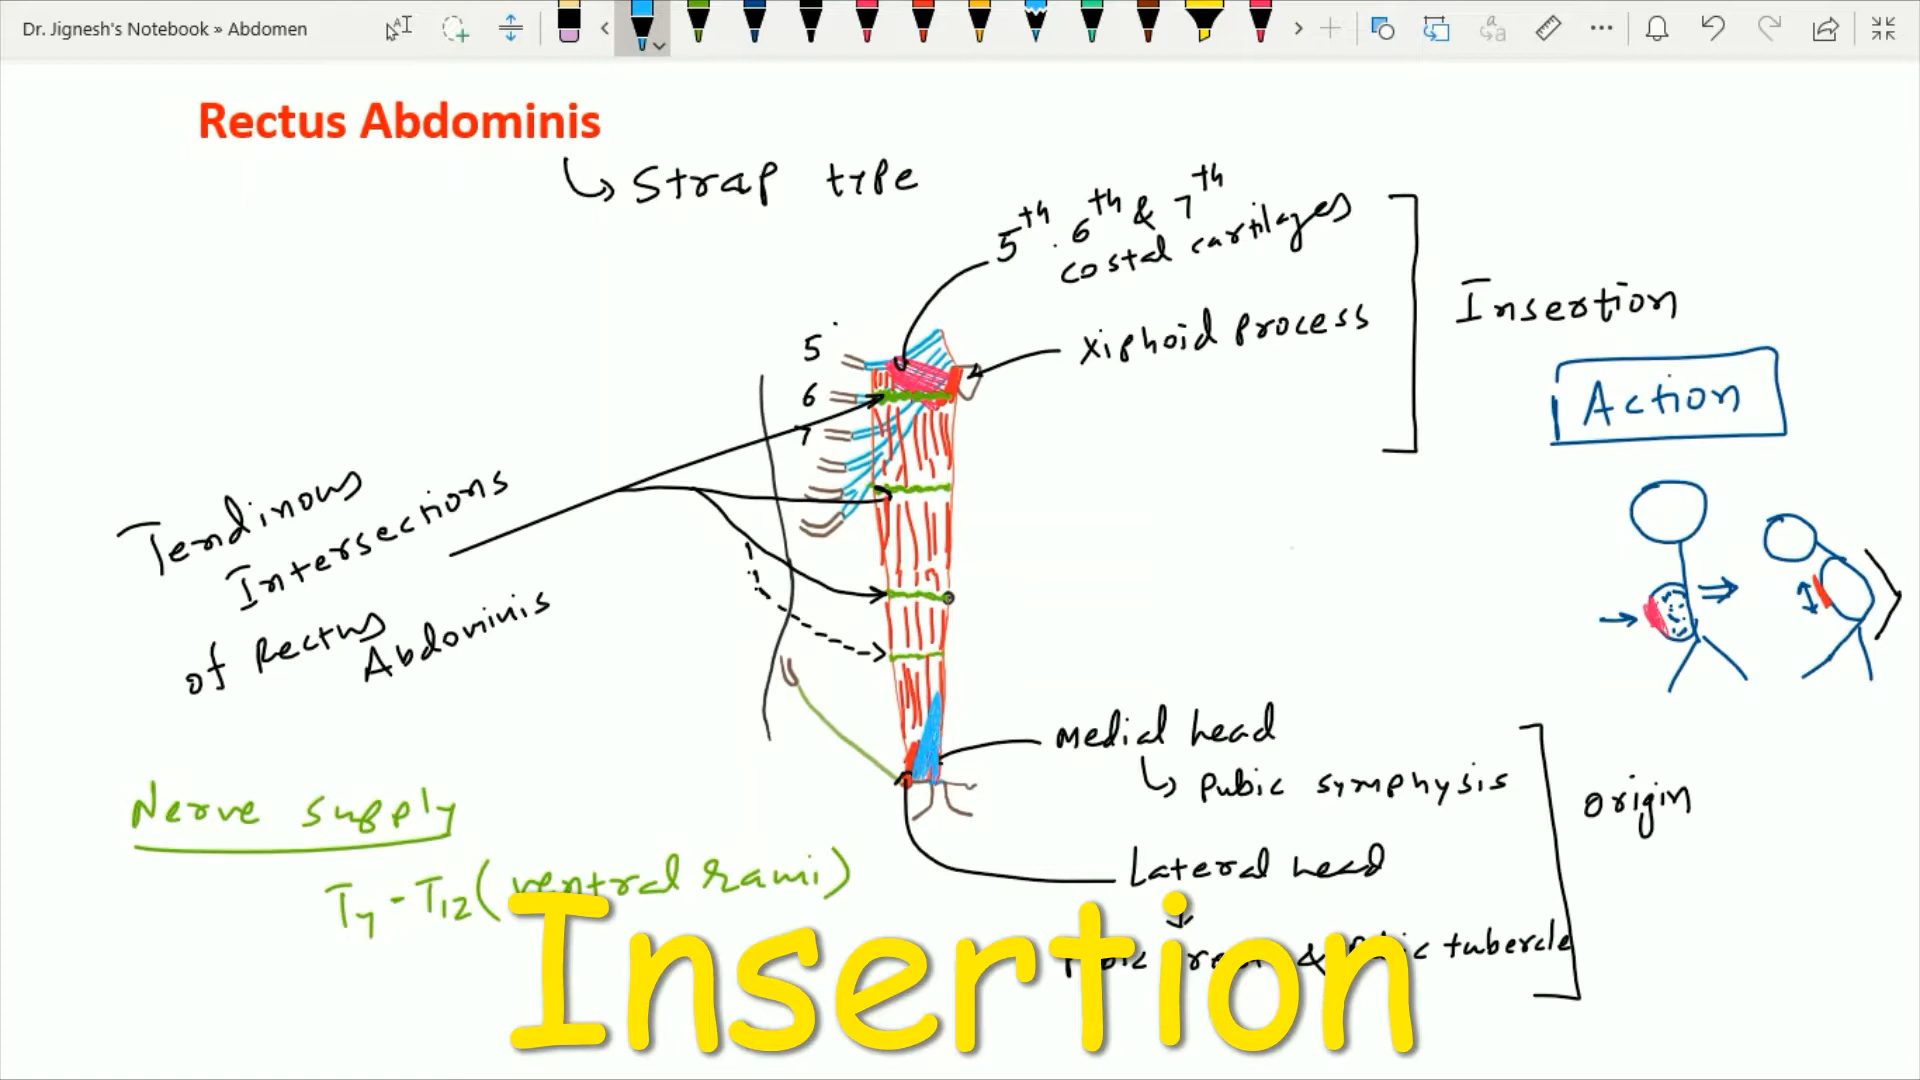 Dr. Jignesh's Notebook » Abdomen
Rectus Abdominis
Strap type
5th. 6th & 7th
costal cartilages
Insertion
Xiphoid process
5
6
7
Action
Tendinous
Intersections
of Rectus
Abdominis
Medial head
Pubic symphysis
origin
Nerve supply
Lateral head
T7 - T12 (ventral rami)
& Pubic tubercle
Insertion